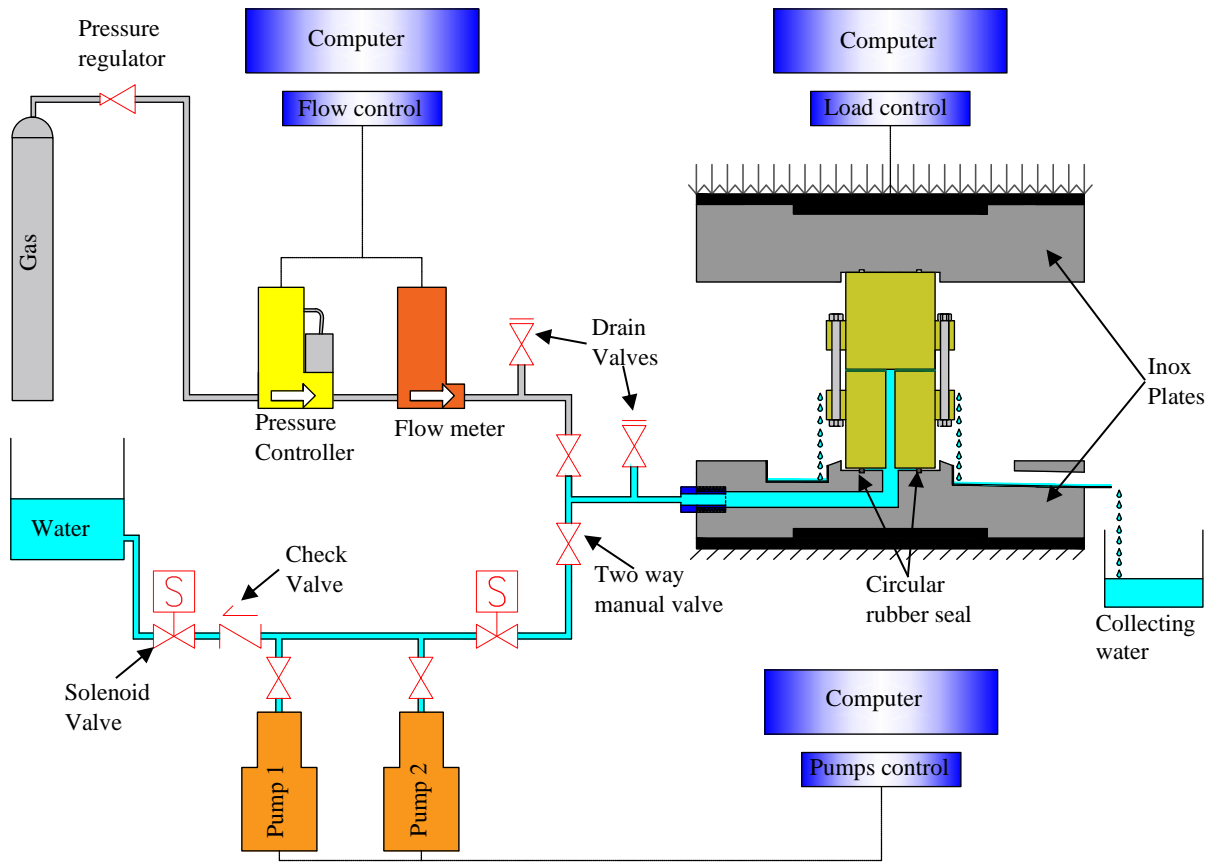 Pressure
regulator
Computer
Computer
Flow control
Load control
Gas
Drain
Valves
Inox
Plates
Pressure
Controller
Flow meter
Water
Check
Valve
S
S
Two way
manual valve
Circular
rubber seal
Collecting
water
Solenoid
Valve
Computer
Pumps control
Pump 1
Pump 2